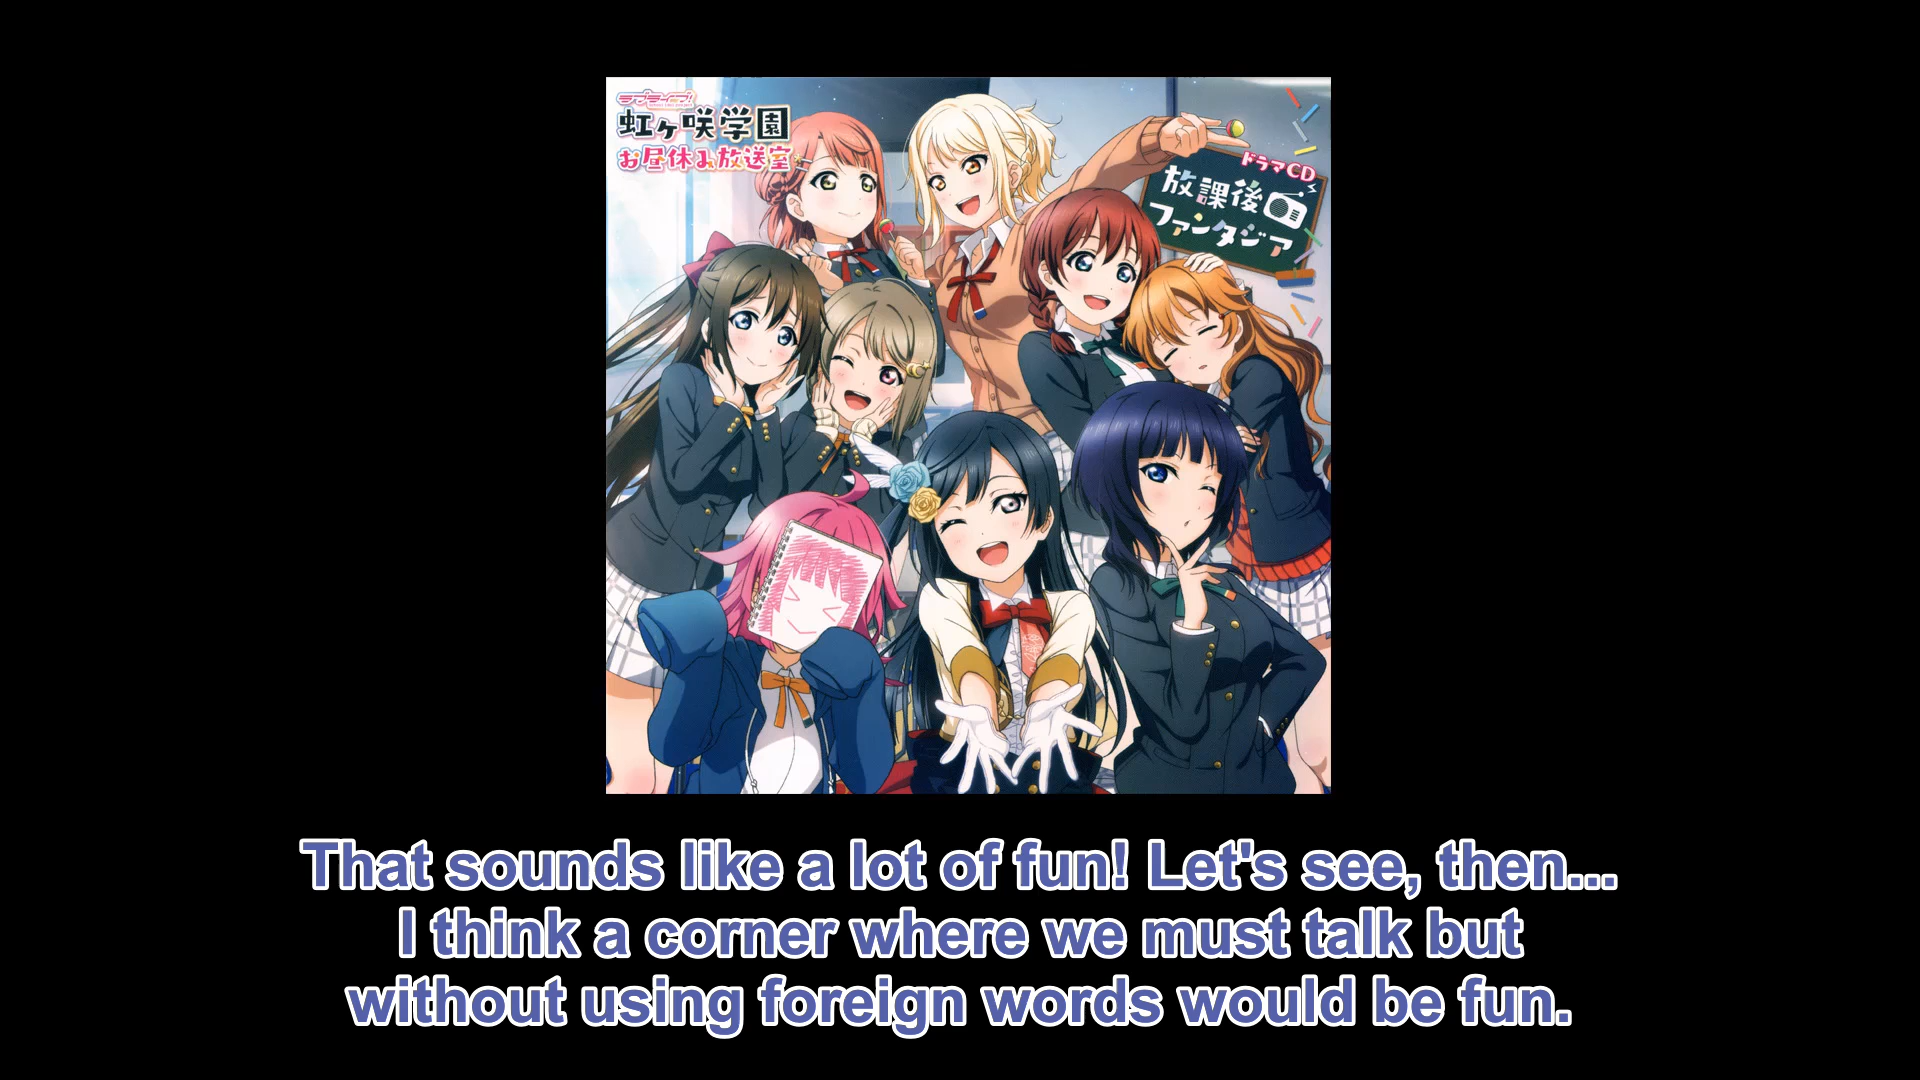 ラブライブ!
虹ヶ咲学園
お昼休み放送室
ドラマCD
放課後
ファンタジア
That sounds like a lot of fun! Let's see, then...
I think a corner where we must talk but
without using foreign words would be fun.